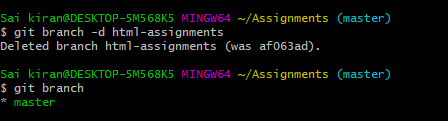 Sai kiran@DESKTOP-5M568K5 MINGW64 ~/Assignments (master)
$ git branch -d html-assignments
Deleted branch html-assignments (was af063ad).
Sai kiran@DESKTOP-5M568K5 MINGW64 ~/Assignments (master)
$ git branch
* master